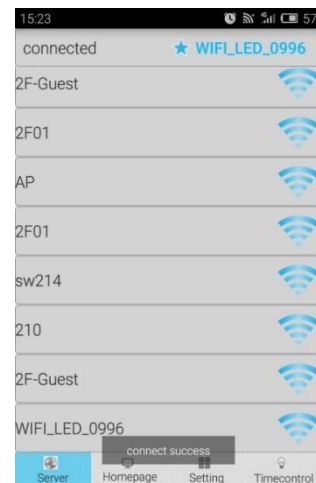 15:23
57
connected
WIFI_LED_0996
2F-Guest
2F01
AP
2F01
sw214
210
2F-Guest
WIFI_LED_0996
connect success
Server Homepage Setting Timecontrol